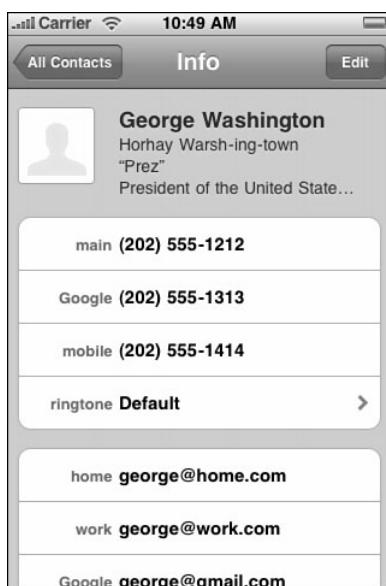 Carrier 10:49 AM
All Contacts Info Edit
George Washington
Horhay Warsh-ing-town
“Prez”
President of the United State...
main (202) 555-1212
Google (202) 555-1313
mobile (202) 555-1414
ringtone Default
home george@home.com
work george@work.com
Google george@gmail.com